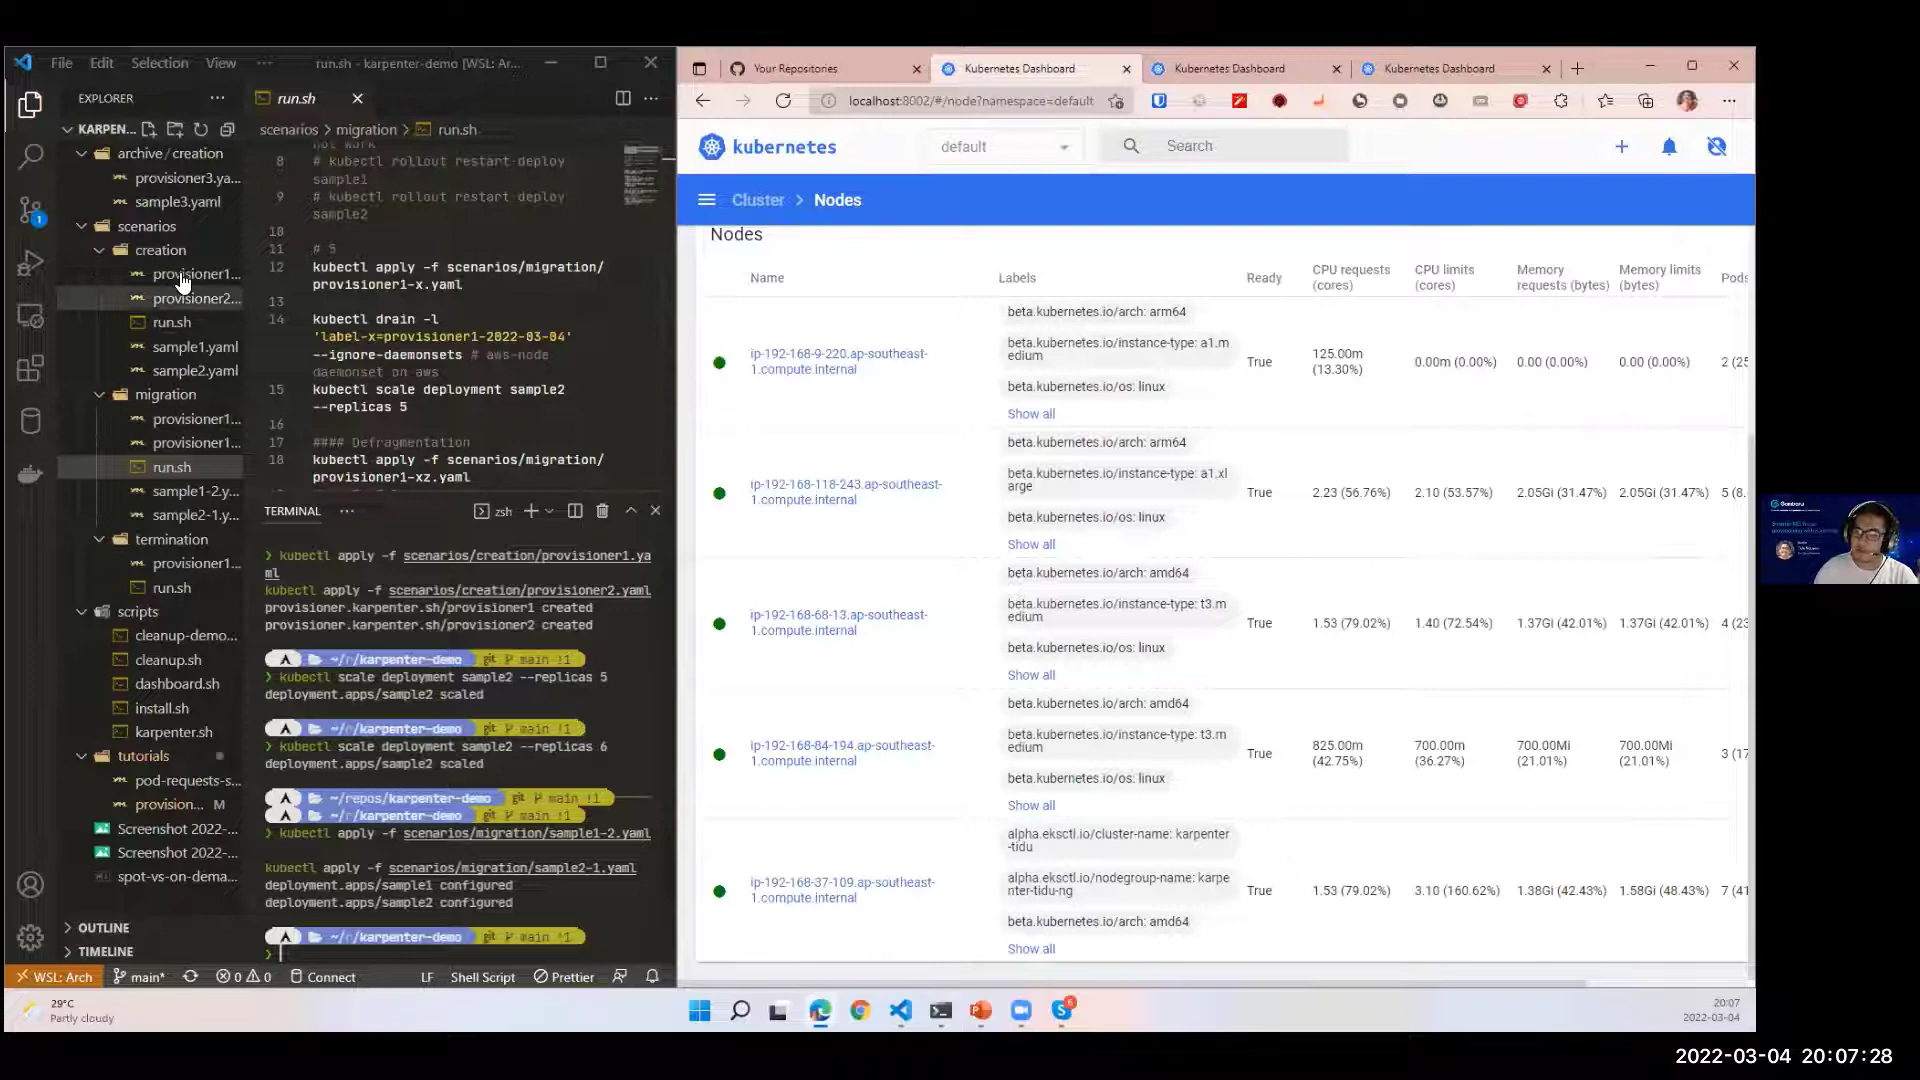 File Edit Selection View ··· run.sh - karpenter-demo [WSL: Ar...
EXPLORER ···
KARPEN...
archive / creation
provisioner3.ya...
sample3.yaml
scenarios
creation
provisioner1...
provisioner2...
run.sh
sample1.yaml
sample2.yaml
migration
provisioner1...
provisioner1...
run.sh
sample1-2.y...
sample2-1.y...
termination
provisioner1...
run.sh
scripts
cleanup-demo...
cleanup.sh
dashboard.sh
install.sh
karpenter.sh
tutorials
pod-requests-s...
provision... M
Screenshot 2022-...
Screenshot 2022-...
spot-vs-on-dema...
OUTLINE
TIMELINE
1
run.sh
scenarios > migration > run.sh
not work
8 # kubectl rollout restart deploy
sample1
9 # kubectl rollout restart deploy
sample2
10
11 # 5
12 kubectl apply -f scenarios/migration/
provisioner1-x.yaml
13
14 kubectl drain -l
'label-x=provisioner1-2022-03-04'
--ignore-daemonsets # aws-node
daemonset on aws
15 kubectl scale deployment sample2
--replicas 5
16
17 #### Defragmentation
18 kubectl apply -f scenarios/migration/
provisioner1-xz.yaml
TERMINAL ··· zsh
❯ kubectl apply -f scenarios/creation/provisioner1.ya
ml
kubectl apply -f scenarios/creation/provisioner2.yaml
provisioner.karpenter.sh/provisioner1 created
provisioner.karpenter.sh/provisioner2 created
~/r/karpenter-demo git main !1
❯ kubectl scale deployment sample2 --replicas 5
deployment.apps/sample2 scaled
~/r/karpenter-demo git main !1
❯ kubectl scale deployment sample2 --replicas 6
deployment.apps/sample2 scaled
~/repos/karpenter-demo git main !1
~/r/karpenter-demo git main !1
❯ kubectl apply -f scenarios/migration/sample1-2.yaml
kubectl apply -f scenarios/migration/sample2-1.yaml
deployment.apps/sample1 configured
deployment.apps/sample2 configured
~/r/karpenter-demo git main !1
❯
WSL: Arch main* 0 0 Connect LF Shell Script Prettier
Your Repositories Kubernetes Dashboard Kubernetes Dashboard Kubernetes Dashboard
localhost:8002/#/node?namespace=default
kubernetes default Search
Cluster > Nodes
Nodes
Name Labels Ready CPU requests (cores) CPU limits (cores) Memory requests (bytes) Memory limits (bytes) Pods
beta.kubernetes.io/arch: arm64
beta.kubernetes.io/instance-type: a1.m
edium
beta.kubernetes.io/os: linux
Show all
ip-192-168-9-220.ap-southeast-
1.compute.internal
True 125.00m (13.30%) 0.00m (0.00%) 0.00 (0.00%) 0.00 (0.00%) 2 (25
beta.kubernetes.io/arch: arm64
beta.kubernetes.io/instance-type: a1.xl
arge
beta.kubernetes.io/os: linux
Show all
ip-192-168-118-243.ap-southeast-
1.compute.internal
True 2.23 (56.76%) 2.10 (53.57%) 2.05Gi (31.47%) 2.05Gi (31.47%) 5 (8.
beta.kubernetes.io/arch: amd64
beta.kubernetes.io/instance-type: t3.m
edium
beta.kubernetes.io/os: linux
Show all
ip-192-168-68-13.ap-southeast-
1.compute.internal
True 1.53 (79.02%) 1.40 (72.54%) 1.37Gi (42.01%) 1.37Gi (42.01%) 4 (23
beta.kubernetes.io/arch: amd64
beta.kubernetes.io/instance-type: t3.m
edium
beta.kubernetes.io/os: linux
Show all
ip-192-168-84-194.ap-southeast-
1.compute.internal
True 825.00m (42.75%) 700.00m (36.27%) 700.00Mi (21.01%) 700.00Mi (21.01%) 3 (17
alpha.eksctl.io/cluster-name: karpenter
-tidu
alpha.eksctl.io/nodegroup-name: karpe
nter-tidu-ng
beta.kubernetes.io/arch: amd64
Show all
ip-192-168-37-109.ap-southeast-
1.compute.internal
True 1.53 (79.02%) 3.10 (160.62%) 1.38Gi (42.43%) 1.58Gi (48.43%) 7 (41
29°C
Partly cloudy
6
20:07
2022-03-04
2022-03-04 20:07:28